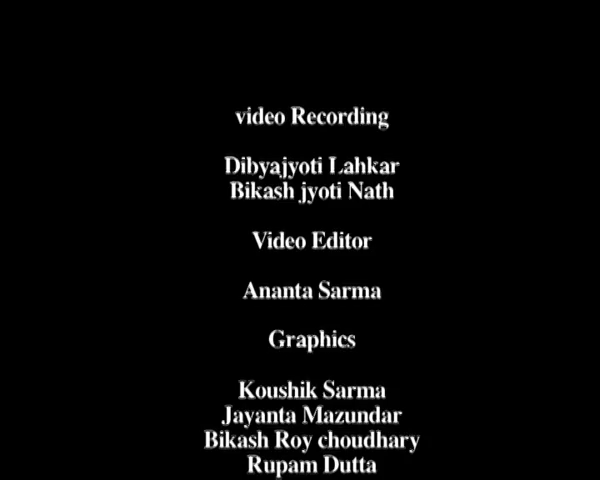 video Recording
Dibyajyoti Lahkar
Bikash jyoti Nath
Video Editor
Ananta Sarma
Graphics
Koushik Sarma
Jayanta Mazundar
Bikash Roy choudhary
Rupam Dutta